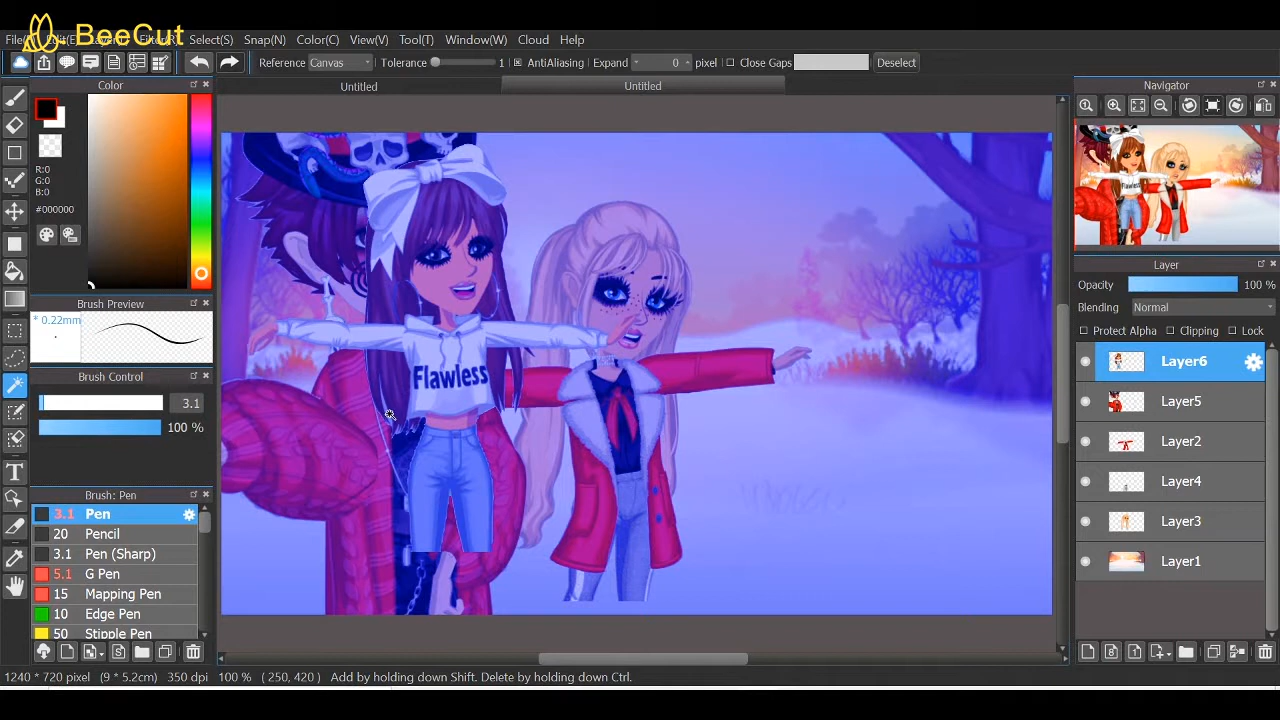 BeeCut
Select(S) Snap(N) Color(C) View(V) Tool(T) Window(W) Cloud Help
Reference Canvas Tolerance 1 AntiAliasing Expand 0 pixel Close Gaps Deselect
Color Untitled Untitled Navigator
R:0
G:0
B:0
#000000
Layer
Opacity 100 %
Brush Preview
Blending Normal
* 0.22mm
Protect Alpha Clipping Lock
Layer6
Brush Control
Flawless
3.1
Layer5
100 %
Layer2
Layer4
Brush: Pen
3.1 Pen
Layer3
20 Pencil
3.1 Pen (Sharp)
Layer1
5.1 G Pen
15 Mapping Pen
10 Edge Pen
50 Stipple Pen
1240 * 720 pixel (9 * 5.2cm) 350 dpi 100 % ( 250, 420 ) Add by holding down Shift. Delete by holding down Ctrl.